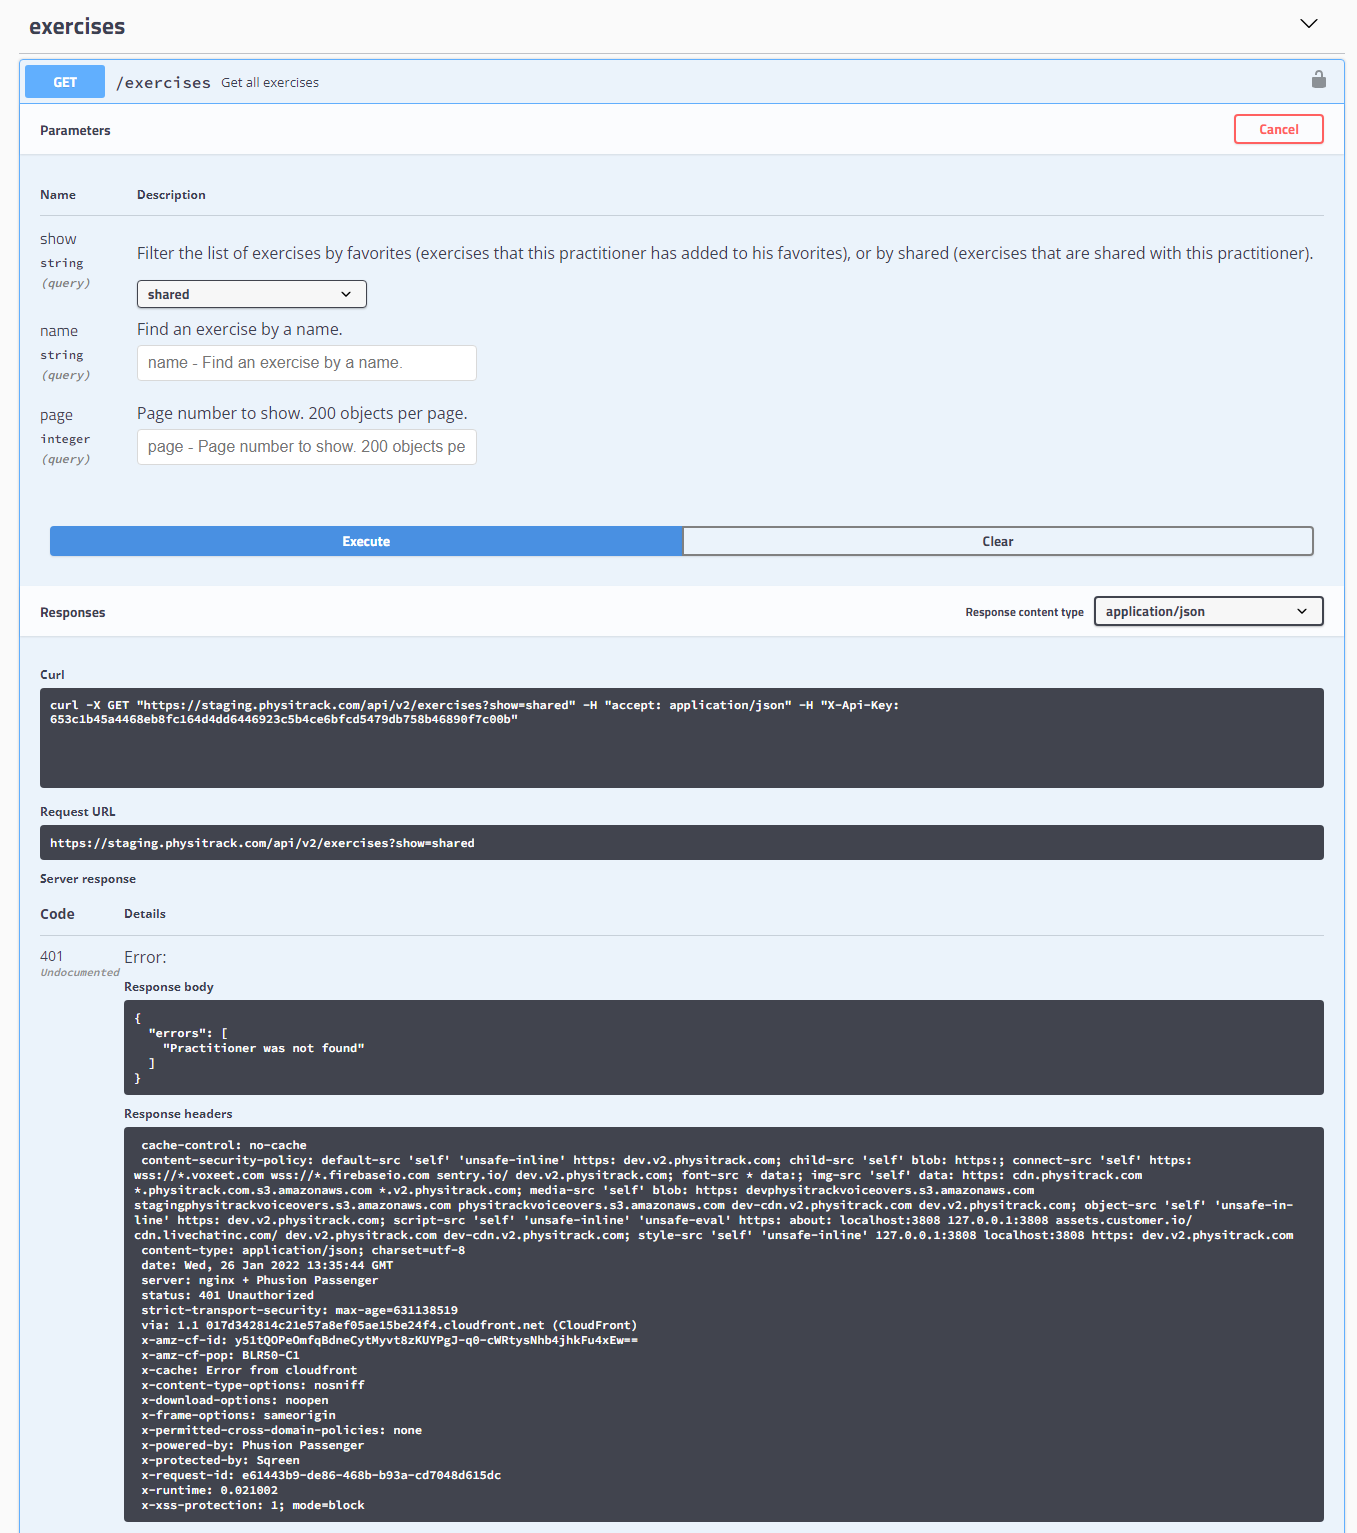 exercises
GET /exercises Get all exercises
Parameters
Cancel
Name Description
show
string
(query)
Filter the list of exercises by favorites (exercises that this practitioner has added to his favorites), or by shared (exercises that are shared with this practitioner).
shared
name
string
(query)
Find an exercise by a name.
name - Find an exercise by a name.
page
integer
(query)
Page number to show. 200 objects per page.
page - Page number to show. 200 objects pe
Execute
Clear
Responses
Response content type
application/json
Curl
curl -X GET "https://staging.physitrack.com/api/v2/exercises?show=shared" -H "accept: application/json" -H "X-Api-Key:
653c1b45a4468eb8fc164d4dd6446923c5b4ce6bfcd5479db758b46890f7c00b"
Request URL
https://staging.physitrack.com/api/v2/exercises?show=shared
Server response
Code Details
401
Undocumented
Error:
Response body
{
"errors": [
"Practitioner was not found"
]
}
Response headers
cache-control: no-cache
content-security-policy: default-src 'self' 'unsafe-inline' https: dev.v2.physitrack.com; child-src 'self' blob: https:; connect-src 'self' https:
wss://*.voxeet.com wss://*.firebaseio.com sentry.io/ dev.v2.physitrack.com; font-src * data:; img-src 'self' data: https: cdn.physitrack.com
*.physitrack.com.s3.amazonaws.com *.v2.physitrack.com; media-src 'self' blob: https: devphysitrackvoiceovers.s3.amazonaws.com
stagingphysitrackvoiceovers.s3.amazonaws.com physitrackvoiceovers.s3.amazonaws.com dev-cdn.v2.physitrack.com dev.v2.physitrack.com; object-src 'self' 'unsafe-in-
line' https: dev.v2.physitrack.com; script-src 'self' 'unsafe-inline' 'unsafe-eval' https: about: localhost:3808 127.0.0.1:3808 assets.customer.io/
cdn.livechatinc.com/ dev.v2.physitrack.com dev-cdn.v2.physitrack.com; style-src 'self' 'unsafe-inline' 127.0.0.1:3808 localhost:3808 https: dev.v2.physitrack.com
content-type: application/json; charset=utf-8
date: Wed, 26 Jan 2022 13:35:44 GMT
server: nginx + Phusion Passenger
status: 401 Unauthorized
strict-transport-security: max-age=631138519
via: 1.1 017d342814c21e57a8ef05ae15be24f4.cloudfront.net (CloudFront)
x-amz-cf-id: y51tQOPeOmfqBdneCytMyvt8zKUYPgJ-q0-cWRtysNhb4jhkFu4xEw==
x-amz-cf-pop: BLR50-C1
x-cache: Error from cloudfront
x-content-type-options: nosniff
x-download-options: noopen
x-frame-options: sameorigin
x-permitted-cross-domain-policies: none
x-powered-by: Phusion Passenger
x-protected-by: Sqreen
x-request-id: e61443b9-de86-468b-b93a-cd7048d615dc
x-runtime: 0.021002
x-xss-protection: 1; mode=block